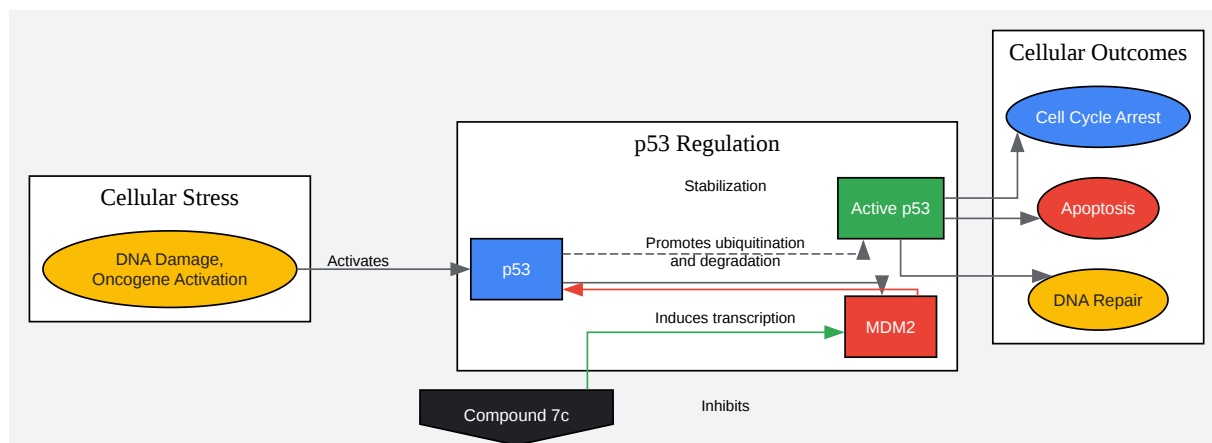 Cellular Outcomes
Cell Cycle Arrest
p53 Regulation
Cellular Stress
Stabilization
Active p53
Apoptosis
DNA Damage,
Oncogene Activation
Activates
p53
Promotes ubiquitination
and degradation
DNA Repair
Induces transcription
MDM2
Compound 7c
Inhibits